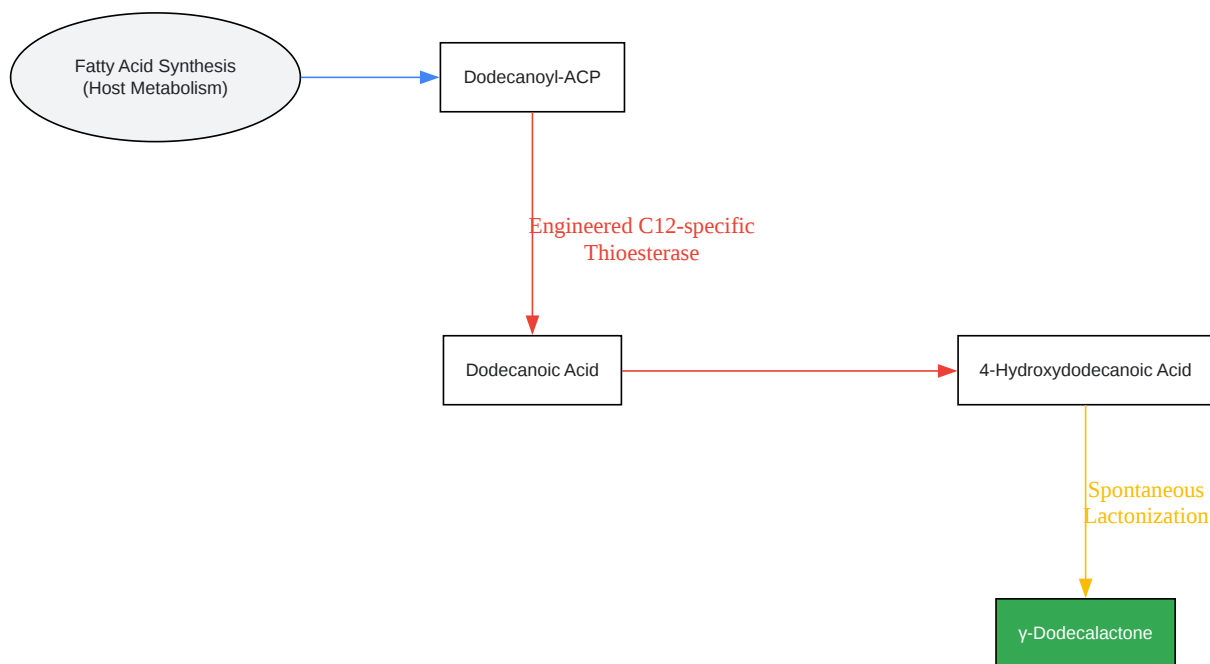 Fatty Acid Synthesis
(Host Metabolism)
Dodecanoyl-ACP
Engineered C12-specific
Thioesterase
Dodecanoic Acid
4-Hydroxydodecanoic Acid
Spontaneous
Lactonization
γ-Dodecalactone